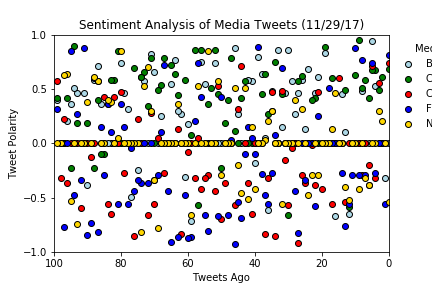 Sentiment Analysis of Media Tweets (11/29/17)
Med
B
C
C
F
N
1.0
0.5
0.0
−0.5
−1.0
Tweet Polarity
100
80
60
40
20
0
Tweets Ago